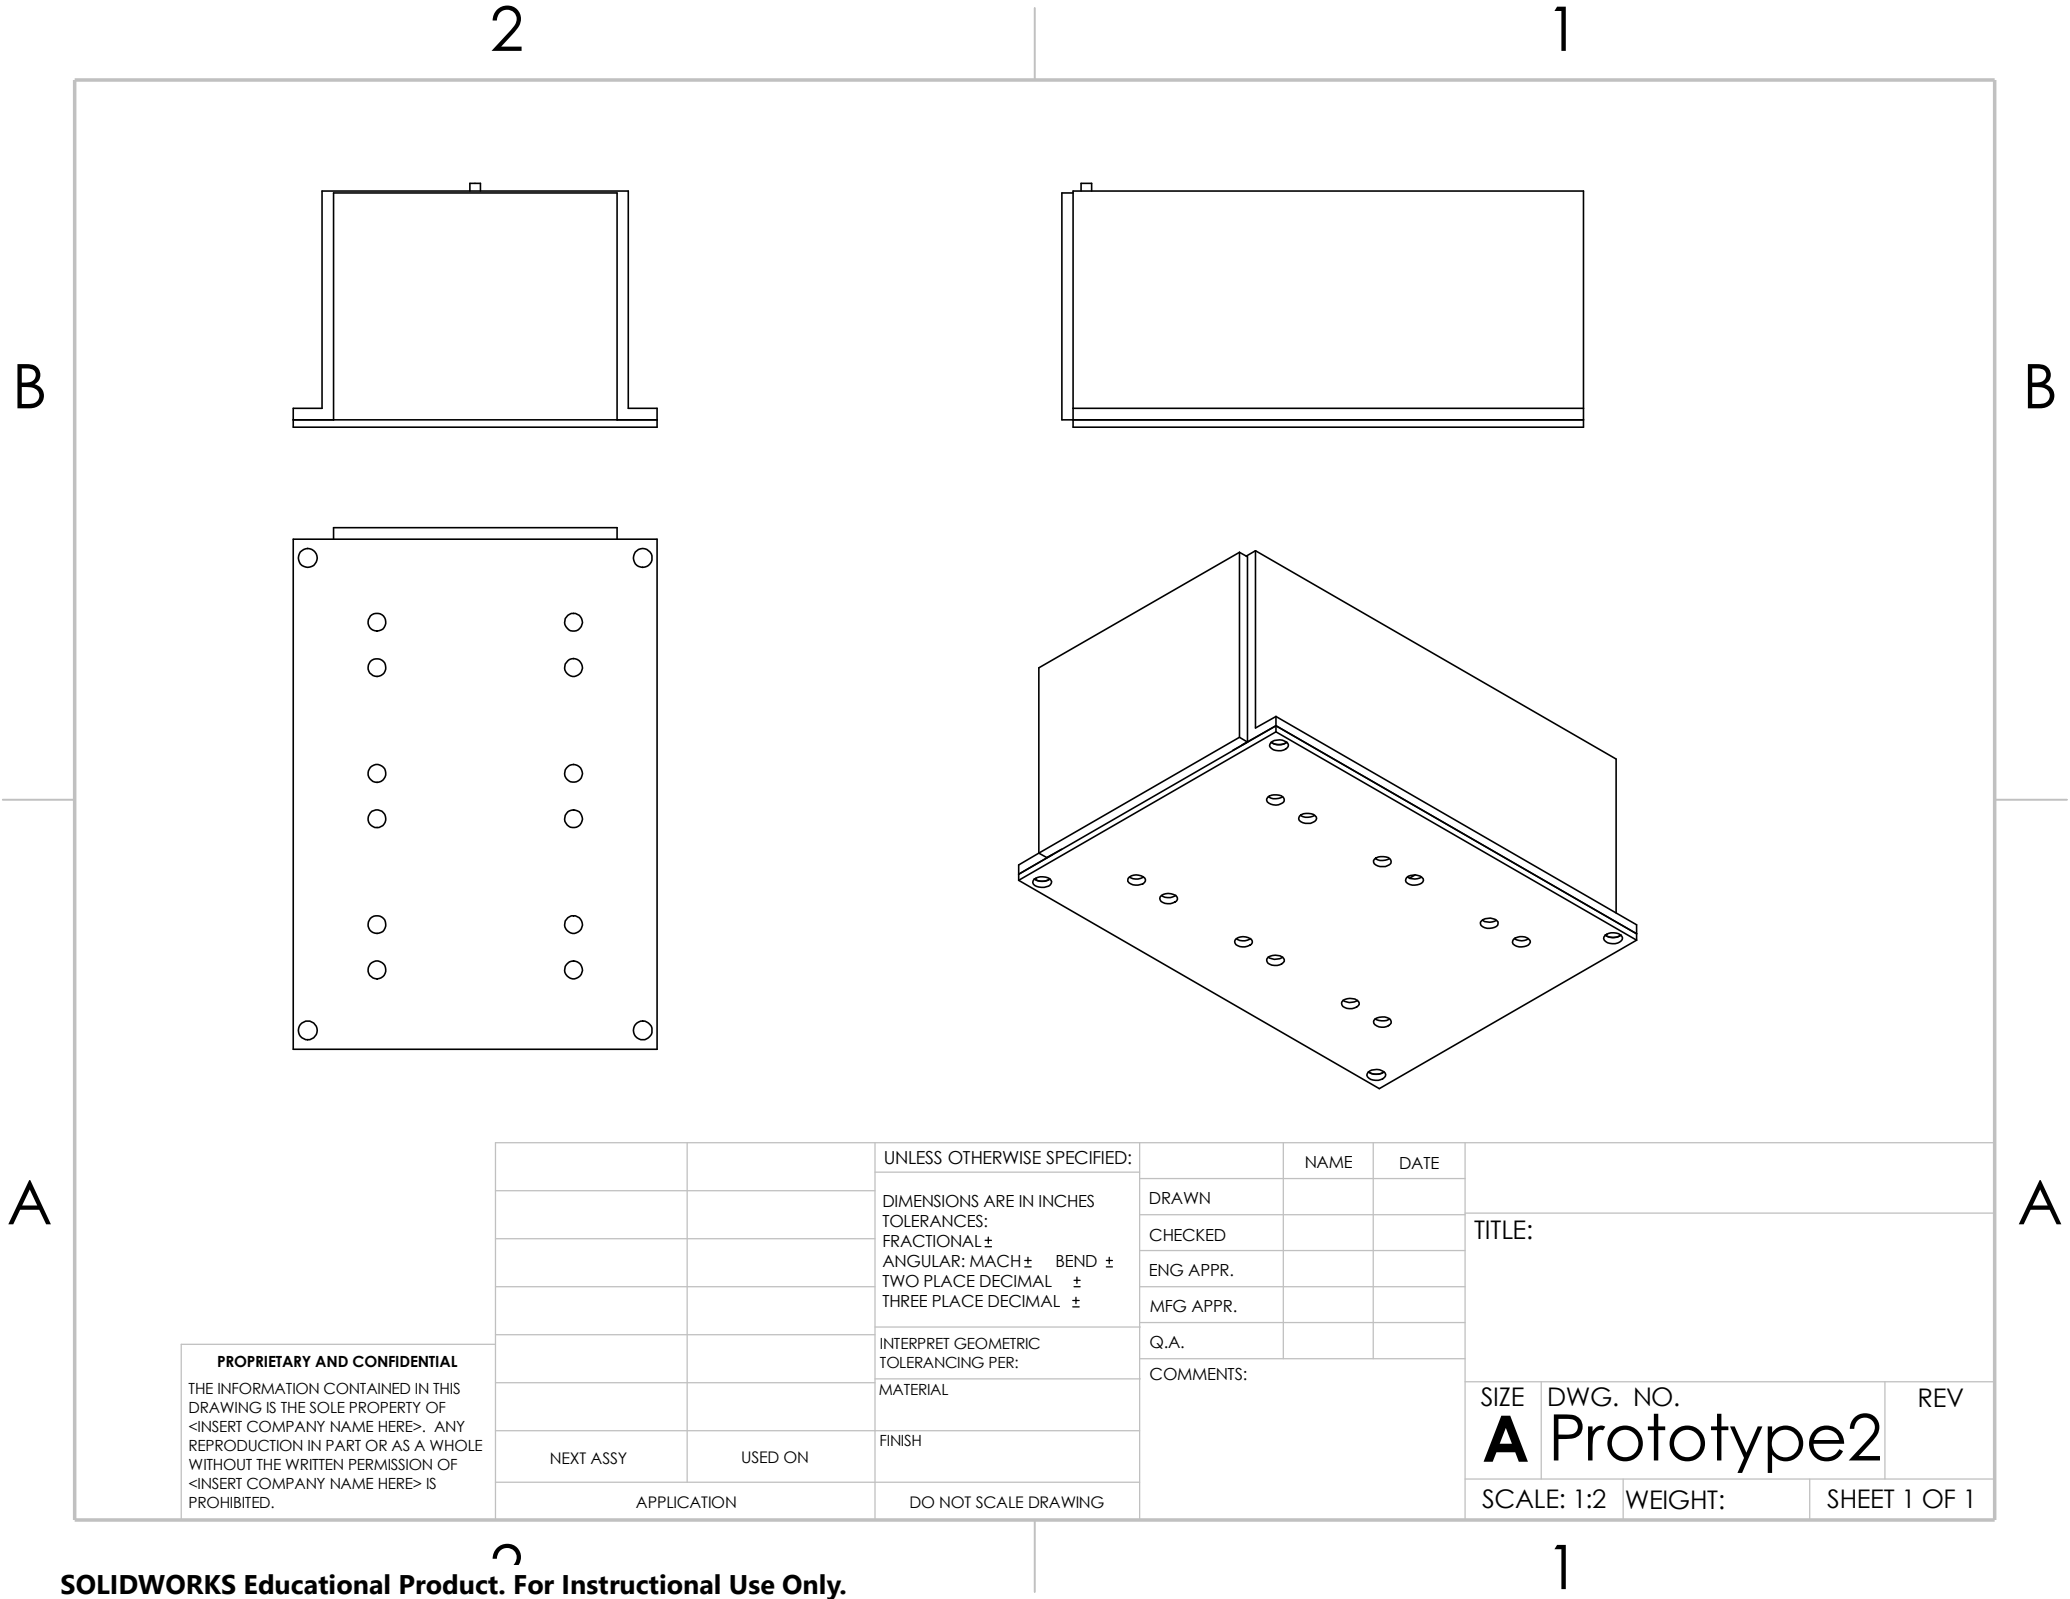 2 1
B B
A A
UNLESS OTHERWISE SPECIFIED:
DIMENSIONS ARE IN INCHES
TOLERANCES:
FRACTIONAL ±
ANGULAR: MACH ± BEND ±
TWO PLACE DECIMAL ±
THREE PLACE DECIMAL ±
INTERPRET GEOMETRIC
TOLERANCING PER:
MATERIAL
FINISH
DO NOT SCALE DRAWING
NAME DATE
DRAWN
CHECKED
ENG APPR.
MFG APPR.
Q.A.
COMMENTS:
TITLE:
SIZE DWG. NO. REV
A Prototype2
SCALE: 1:2 WEIGHT: SHEET 1 OF 1
PROPRIETARY AND CONFIDENTIAL
THE INFORMATION CONTAINED IN THIS
DRAWING IS THE SOLE PROPERTY OF
<INSERT COMPANY NAME HERE>. ANY
REPRODUCTION IN PART OR AS A WHOLE
WITHOUT THE WRITTEN PERMISSION OF
<INSERT COMPANY NAME HERE> IS
PROHIBITED.
NEXT ASSY USED ON
APPLICATION
2 1
SOLIDWORKS Educational Product. For Instructional Use Only.